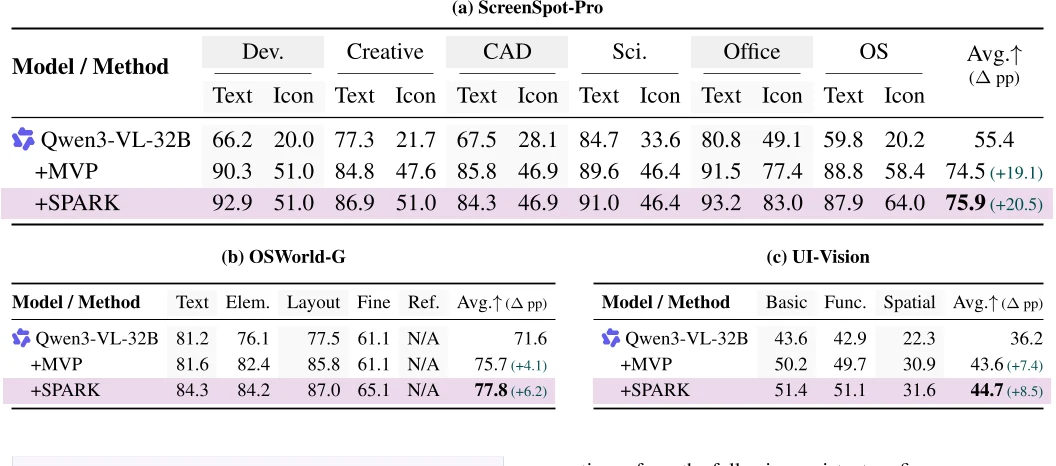 (a) ScreenSpot-Pro
Model / Method Dev. Creative CAD Sci. Office OS Avg.↑ (Δ pp)
Text Icon Text Icon Text Icon Text Icon Text Icon Text Icon
Qwen3-VL-32B 66.2 20.0 77.3 21.7 67.5 28.1 84.7 33.6 80.8 49.1 59.8 20.2 55.4
+MVP 90.3 51.0 84.8 47.6 85.8 46.9 89.6 46.4 91.5 77.4 88.8 58.4 74.5 (+19.1)
+SPARK 92.9 51.0 86.9 51.0 84.3 46.9 91.0 46.4 93.2 83.0 87.9 64.0 75.9 (+20.5)
(b) OSWorld-G
Model / Method Text Elem. Layout Fine Ref. Avg.↑ (Δ pp)
Qwen3-VL-32B 81.2 76.1 77.5 61.1 N/A 71.6
+MVP 81.6 82.4 85.8 61.1 N/A 75.7 (+4.1)
+SPARK 84.3 84.2 87.0 65.1 N/A 77.8 (+6.2)
(c) UI-Vision
Model / Method Basic Func. Spatial Avg.↑ (Δ pp)
Qwen3-VL-32B 43.6 42.9 22.3 36.2
+MVP 50.2 49.7 30.9 43.6 (+7.4)
+SPARK 51.4 51.1 31.6 44.7 (+8.5)